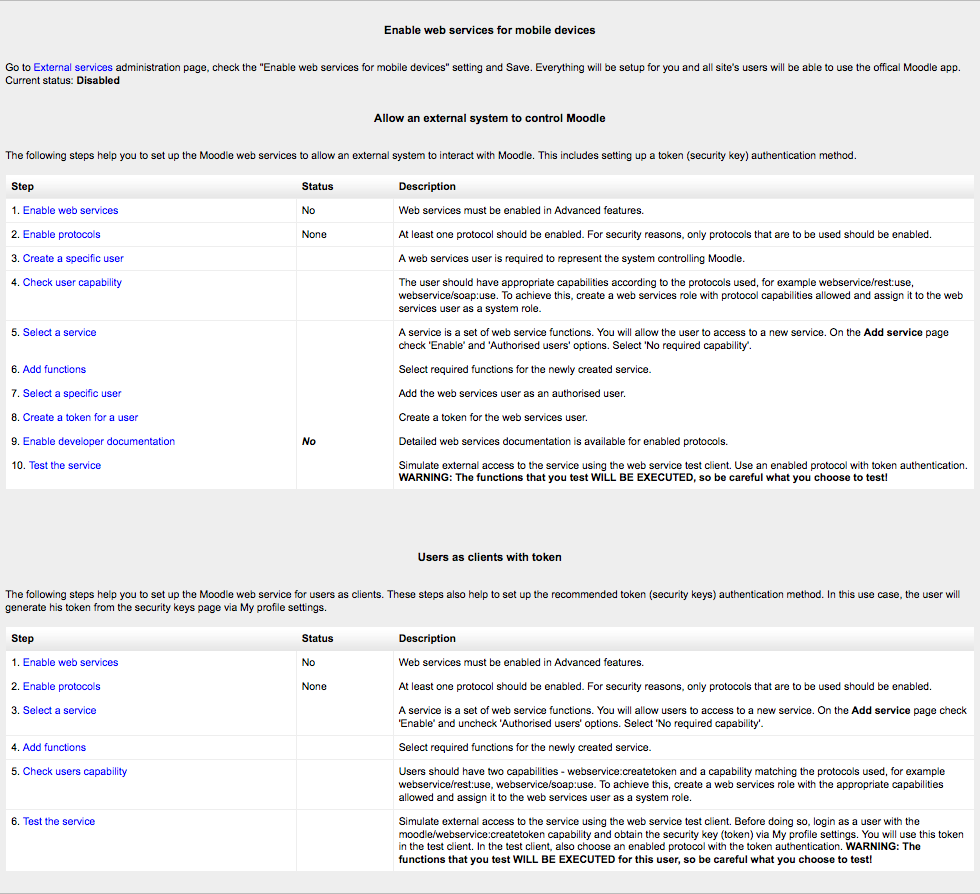 Enable web services for mobile devices
Go to External services administration page, check the "Enable web services for mobile devices" setting and Save. Everything will be setup for you and all site's users will be able to use the offical Moodle app.
Current status: Disabled
Allow an external system to control Moodle
The following steps help you to set up the Moodle web services to allow an external system to interact with Moodle. This includes setting up a token (security key) authentication method.
Step Status Description
1. Enable web services No Web services must be enabled in Advanced features.
2. Enable protocols None At least one protocol should be enabled. For security reasons, only protocols that are to be used should be enabled.
3. Create a specific user A web services user is required to represent the system controlling Moodle.
4. Check user capability The user should have appropriate capabilities according to the protocols used, for example webservice/rest:use,
webservice/soap:use. To achieve this, create a web services role with protocol capabilities allowed and assign it to the web
services user as a system role.
5. Select a service A service is a set of web service functions. You will allow the user to access to a new service. On the Add service page
check 'Enable' and 'Authorised users' options. Select 'No required capability'.
6. Add functions Select required functions for the newly created service.
7. Select a specific user Add the web services user as an authorised user.
8. Create a token for a user Create a token for the web services user.
9. Enable developer documentation No Detailed web services documentation is available for enabled protocols.
10. Test the service Simulate external access to the service using the web service test client. Use an enabled protocol with token authentication.
WARNING: The functions that you test WILL BE EXECUTED, so be careful what you choose to test!
Users as clients with token
The following steps help you to set up the Moodle web service for users as clients. These steps also help to set up the recommended token (security keys) authentication method. In this use case, the user will
generate his token from the security keys page via My profile settings.
Step Status Description
1. Enable web services No Web services must be enabled in Advanced features.
2. Enable protocols None At least one protocol should be enabled. For security reasons, only protocols that are to be used should be enabled.
3. Select a service A service is a set of web service functions. You will allow users to access to a new service. On the Add service page check
'Enable' and uncheck 'Authorised users' options. Select 'No required capability'.
4. Add functions Select required functions for the newly created service.
5. Check users capability Users should have two capabilities - webservice:createtoken and a capability matching the protocols used, for example
webservice/rest:use, webservice/soap:use. To achieve this, create a web services role with the appropriate capabilities
allowed and assign it to the web services user as a system role.
6. Test the service Simulate external access to the service using the web service test client. Before doing so, login as a user with the
moodle/webservice:createtoken capability and obtain the security key (token) via My profile settings. You will use this token
in the test client. In the test client, also choose an enabled protocol with the token authentication. WARNING: The
functions that you test WILL BE EXECUTED for this user, so be careful what you choose to test!